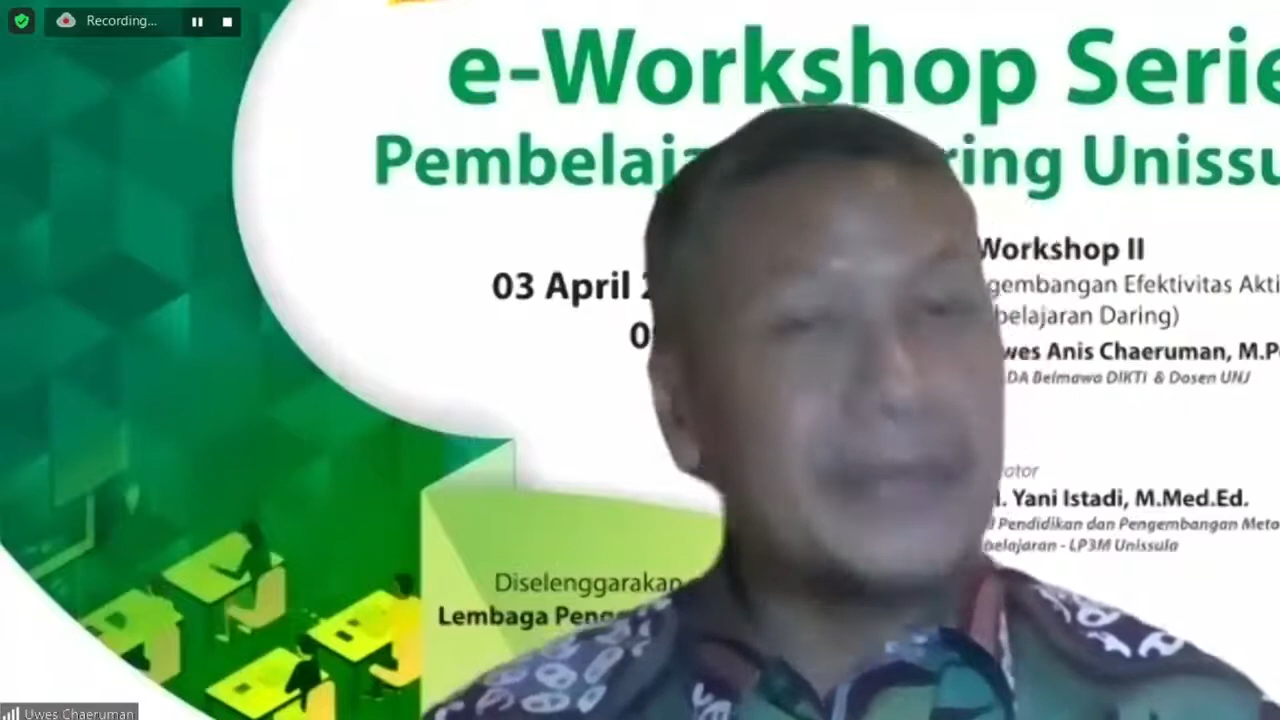 Recording...
e-Workshop Serie
Pembelaja ring Unissu
Workshop II
03 April 2
gembangan Efektivitas Akti
belajaran Daring)
0
wes Anis Chaeruman, M.P
DA Belmawa DIKTI & Dosen UNJ
ator
. Yani Istadi, M.Med.Ed.
Pendidikan dan Pengembangan Meto
belajaran - LP3M Unissula
Diselenggarakan
Lembaga Peng
Uwes Chaeruman